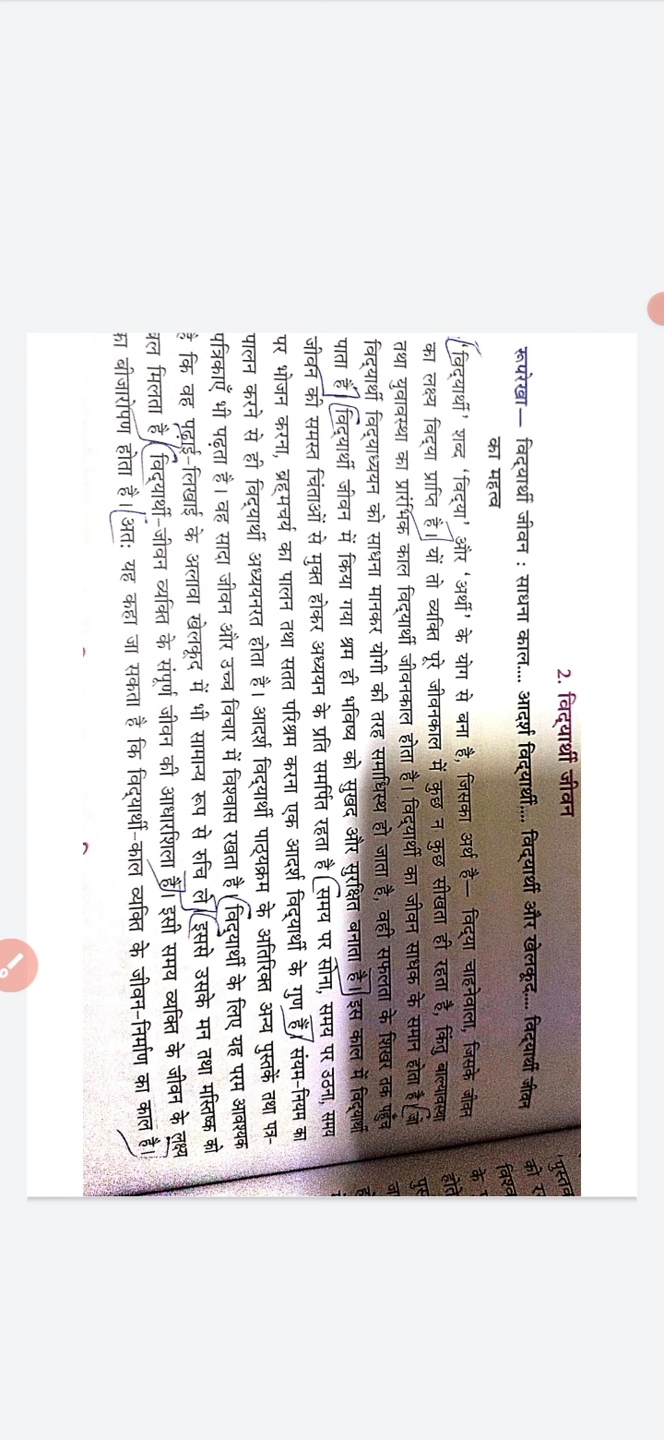 2. विद्यार्थी जीवन
रूपरेखा— विद्यार्थी जीवन : साधना काल.... आदर्श विद्यार्थी.... विद्यार्थी और खेलकूद.... विद्यार्थी जीवन
का महत्व
'विद्यार्थी' शब्द 'विद्या' और 'अर्थी' के योग से बना है, जिसका अर्थ है— विद्या चाहनेवाला, जिसके जीवन
का लक्ष्य विद्या प्राप्ति है। यों तो व्यक्ति पूरे जीवनकाल में कुछ न कुछ सीखता ही रहता है, किंतु बाल्यावस्था
तथा युवावस्था का प्रारंभिक काल विद्यार्थी जीवनकाल होता है। विद्यार्थी का जीवन साधक के समान होता है। जो
विद्यार्थी विद्याध्ययन को साधना मानकर योगी की तरह समाधिस्थ हो जाता है, वही सफलता के शिखर तक पहुँच
पाता है। विद्यार्थी जीवन में किया गया श्रम ही भविष्य को सुखद और सुरक्षित बनाता है। इस काल में विद्यार्थी
जीवन की समस्त चिंताओं से मुक्त होकर अध्ययन के प्रति समर्पित रहता है। समय पर सोना, समय पर उठना, समय
पर भोजन करना, ब्रह्मचर्य का पालन तथा सतत परिश्रम करना एक आदर्श विद्यार्थी के गुण हैं। संयम-नियम का
पालन करने से ही विद्यार्थी अध्ययनरत होता है। आदर्श विद्यार्थी पाठ्यक्रम के अतिरिक्त अन्य पुस्तकें तथा पत्र-
पत्रिकाएँ भी पढ़ता है। वह सादा जीवन और उच्च विचार में विश्वास रखता है। विद्यार्थी के लिए यह परम आवश्यक
है कि वह पढ़ाई-लिखाई के अलावा खेलकूद में भी सामान्य रूप से रुचि ले। इससे उसके मन तथा मस्तिष्क को
बल मिलता है। विद्यार्थी-जीवन व्यक्ति के संपूर्ण जीवन की आधारशिला है। इसी समय व्यक्ति के जीवन के लक्ष्य
का बीजारोपण होता है। अतः यह कहा जा सकता है कि विद्यार्थी-काल व्यक्ति के जीवन-निर्माण का काल है।